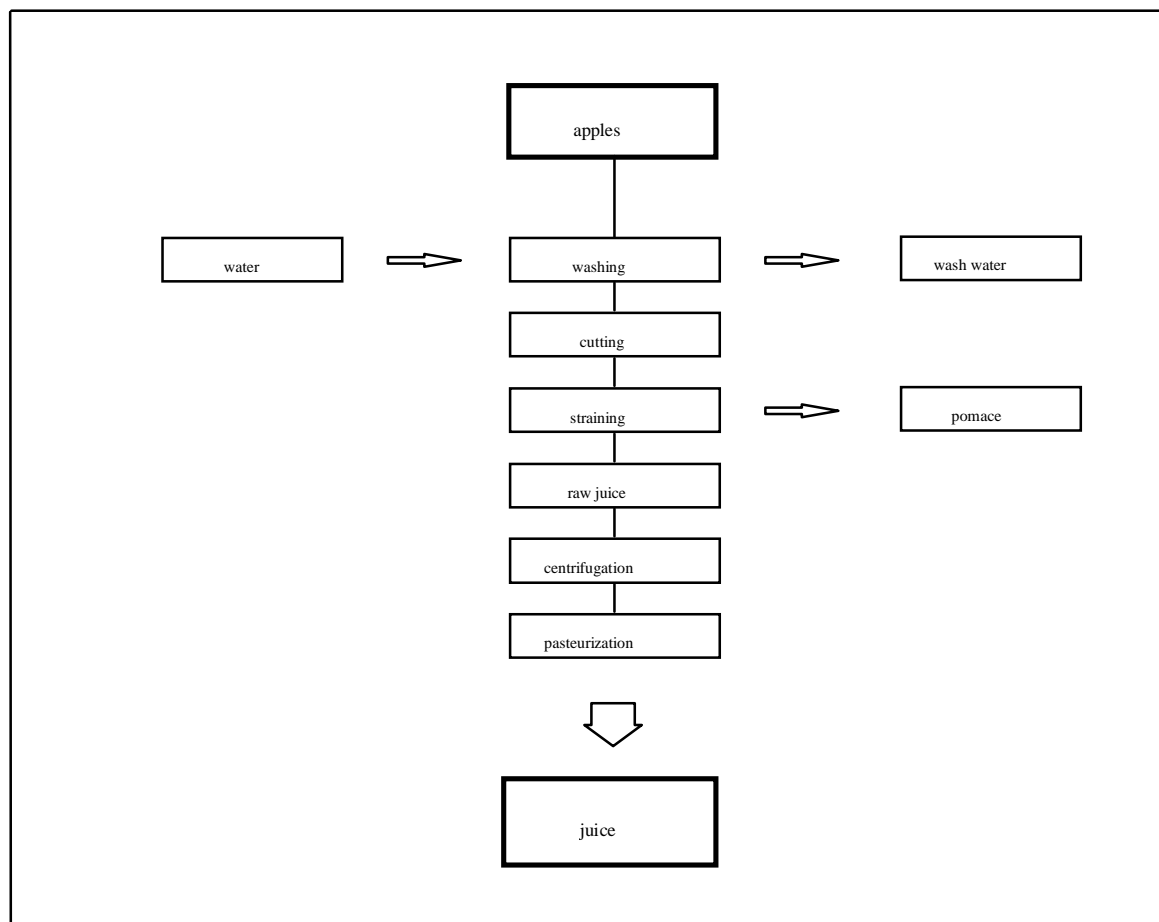 apples
water
washing
wash water
cutting
straining
pomace
raw juice
centrifugation
pasteurization
juice